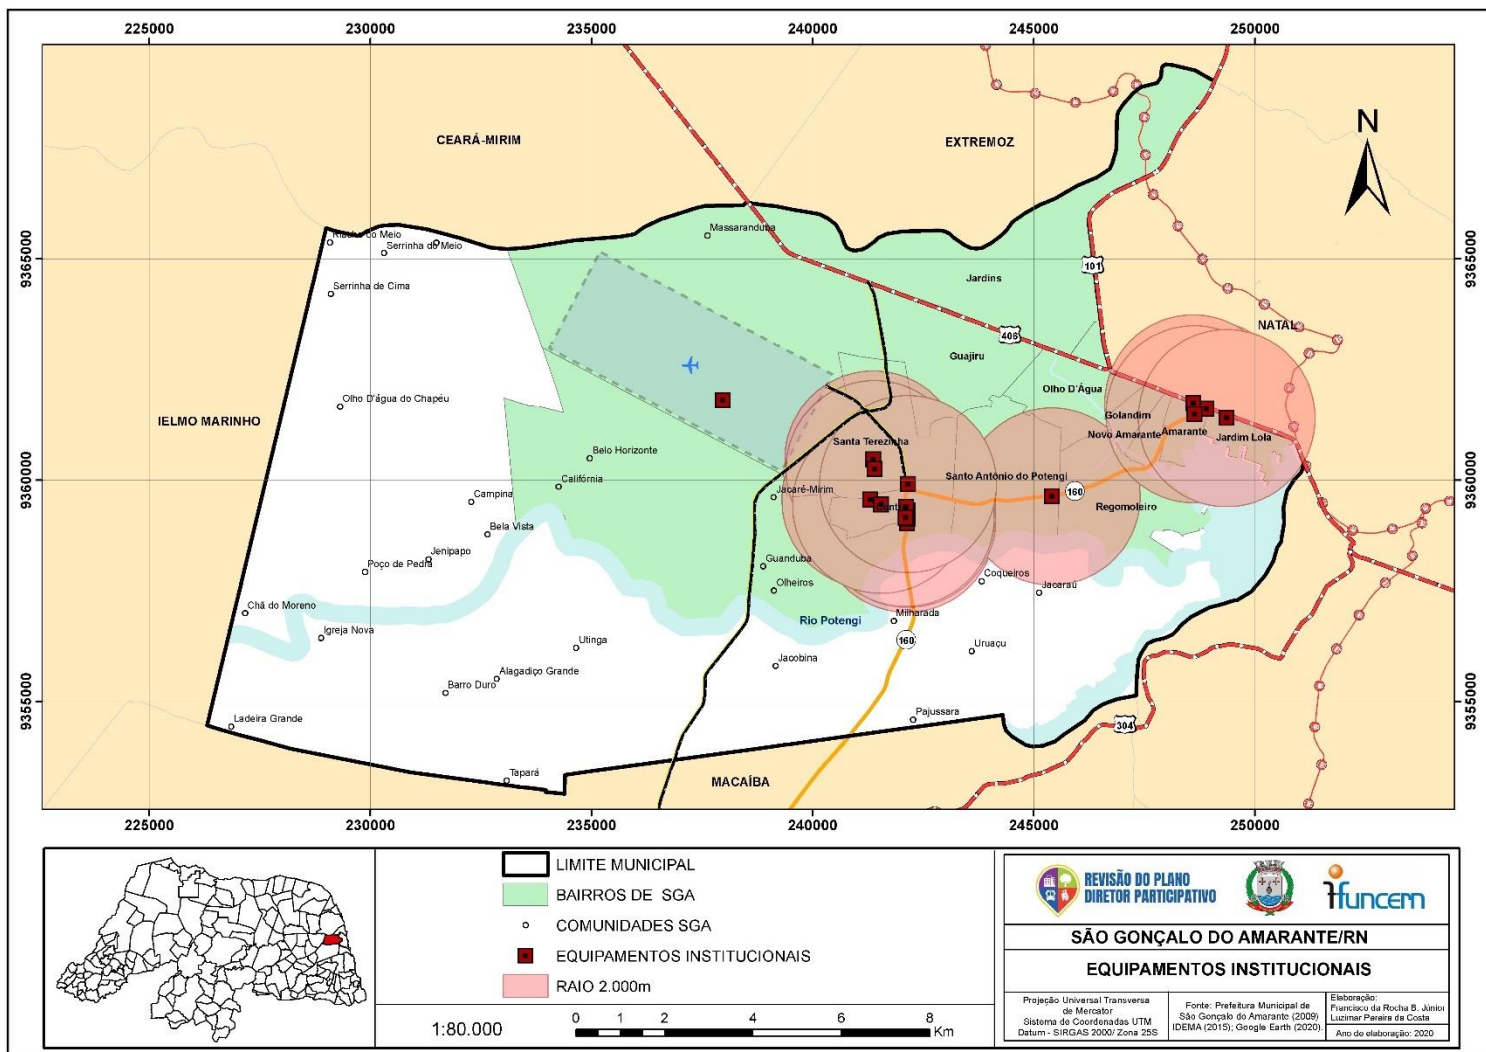 225000
230000
235000
240000
245000
250000
9365000
9365000
9360000
9360000
9355000
9355000
CEARÁ-MIRIM
EXTREMOZ
N
Massaranduba
Riacho do Meio
Serrinha do Meio
Serrinha de Cima
Jardins
101
NATAL
406
Guajiru
Olho D'Água
IELMO MARINHO
Olho D'água do Chapéu
Golandim
Novo Amarante
Amarante
Jardim Lola
Santa Terezinha
Belo Horizonte
Santo Antônio do Potengi
Califórnia
Jacaré-Mirim
160
Campina
Regomoleiro
Bela Vista
Jenipapo
Poço de Pedra
Guanduba
Coqueiros
Olheiros
Jacaraú
Chã do Moreno
Milharada
Rio Potengi
Igreja Nova
160
Utinga
Uruaçu
Jacobina
Alagadiço Grande
Barro Duro
Pajussara
Ladeira Grande
304
Tapará
MACAÍBA
225000
230000
235000
240000
245000
250000
LIMITE MUNICIPAL
BAIRROS DE SGA
COMUNIDADES SGA
EQUIPAMENTOS INSTITUCIONAIS
RAIO 2.000m
1:80.000
0 1 2 4 6 8
Km
REVISÃO DO PLANO
DIRETOR PARTICIPATIVO
funcern
SÃO GONÇALO DO AMARANTE/RN
EQUIPAMENTOS INSTITUCIONAIS
Projeção Universal Transversa
de Mercator
Sistema de Coordenadas UTM
Datum - SIRGAS 2000/ Zona 25S
Fonte: Prefeitura Municipal de
São Gonçalo do Amarante (2009)
IDEMA (2015); Google Earth (2020).
Elaboração:
Francisco da Rocha B. Júnior
Luzimar Pereira da Costa
Ano de elaboração: 2020